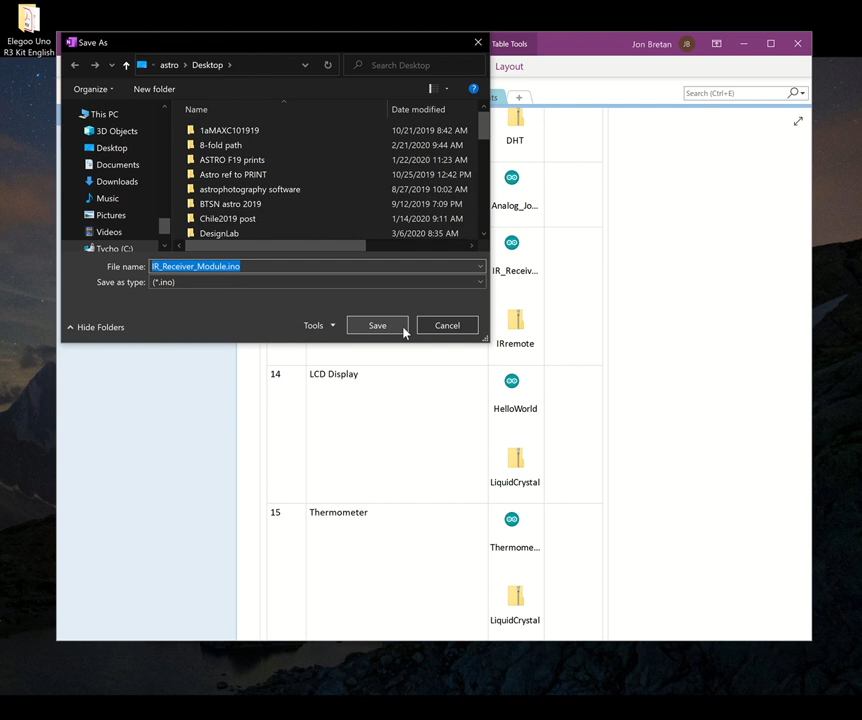 Elegoo Uno
R3 Kit English
Save As
astro
Desktop
Search Desktop
Organize
New folder
This PC
3D Objects
Desktop
Documents
Downloads
Music
Pictures
Videos
Tycho (C:)
Name
Date modified
1aMAXC101919
10/21/2019 8:42 AM
8-fold path
2/21/2020 9:44 AM
ASTRO F19 prints
1/22/2020 11:23 AM
Astro ref to PRINT
10/25/2019 12:42 PM
astrophotography software
8/27/2019 10:02 AM
BTSN astro 2019
9/12/2019 7:09 PM
Chile2019 post
1/14/2020 9:11 AM
DesignLab
3/6/2020 8:35 AM
File name:
IR_Receiver_Module.ino
Save as type:
(*.ino)
Hide Folders
Tools
Save
Cancel
Table Tools
Jon Bretan
JB
Layout
Search (Ctrl+E)
DHT
Analog_Jo...
IR_Receiv...
IRremote
14
LCD Display
HelloWorld
LiquidCrystal
15
Thermometer
Thermome...
LiquidCrystal